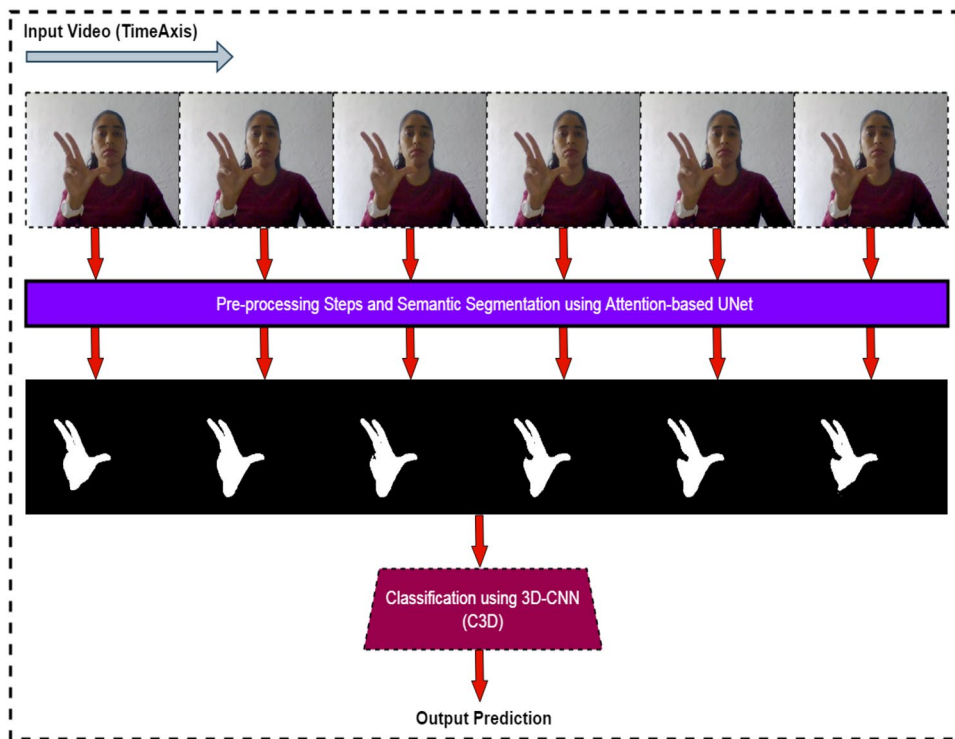 Input Video (TimeAxis)
Pre-processing Steps and Semantic Segmentation using Attention-based UNet
Classification using 3D-CNN
(C3D)
Output Prediction